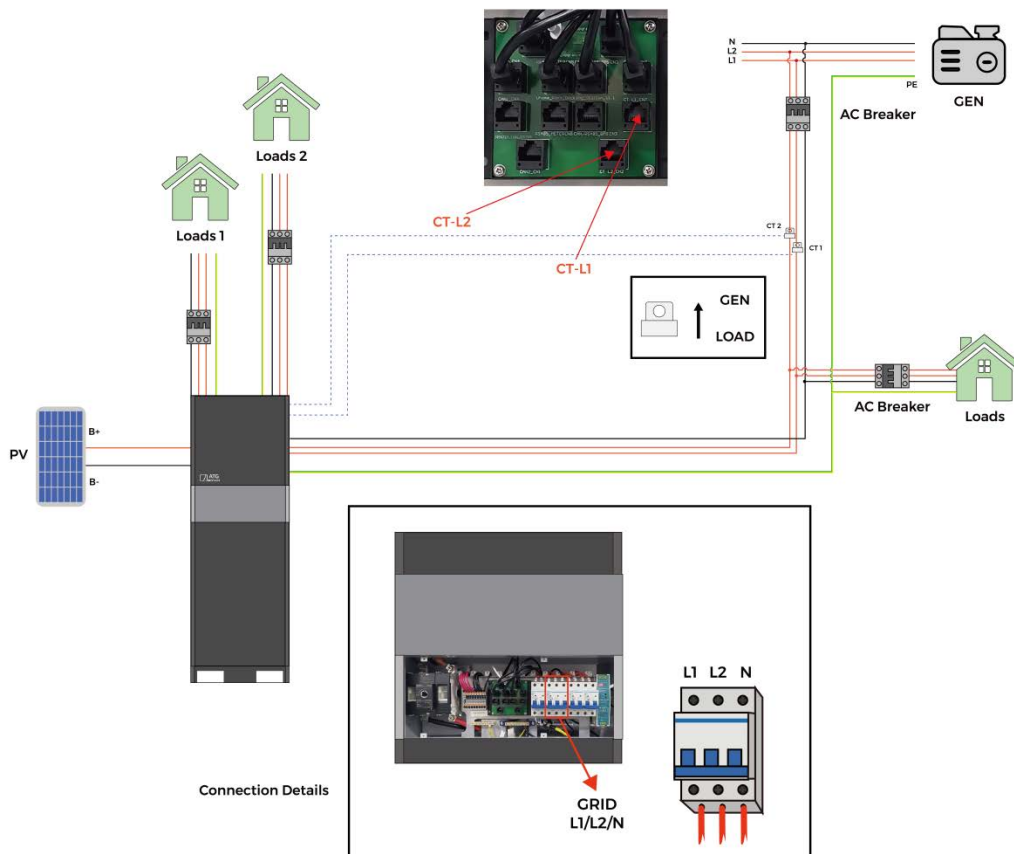 N
L2
L1
PE
GEN
AC Breaker
Loads 2
Loads 1
CT-L2
CT-L1
CT 2
CT 1
GEN
LOAD
AC Breaker
Loads
PV
B+
B-
Connection Details
GRID
L1/L2/N
L1 L2 N